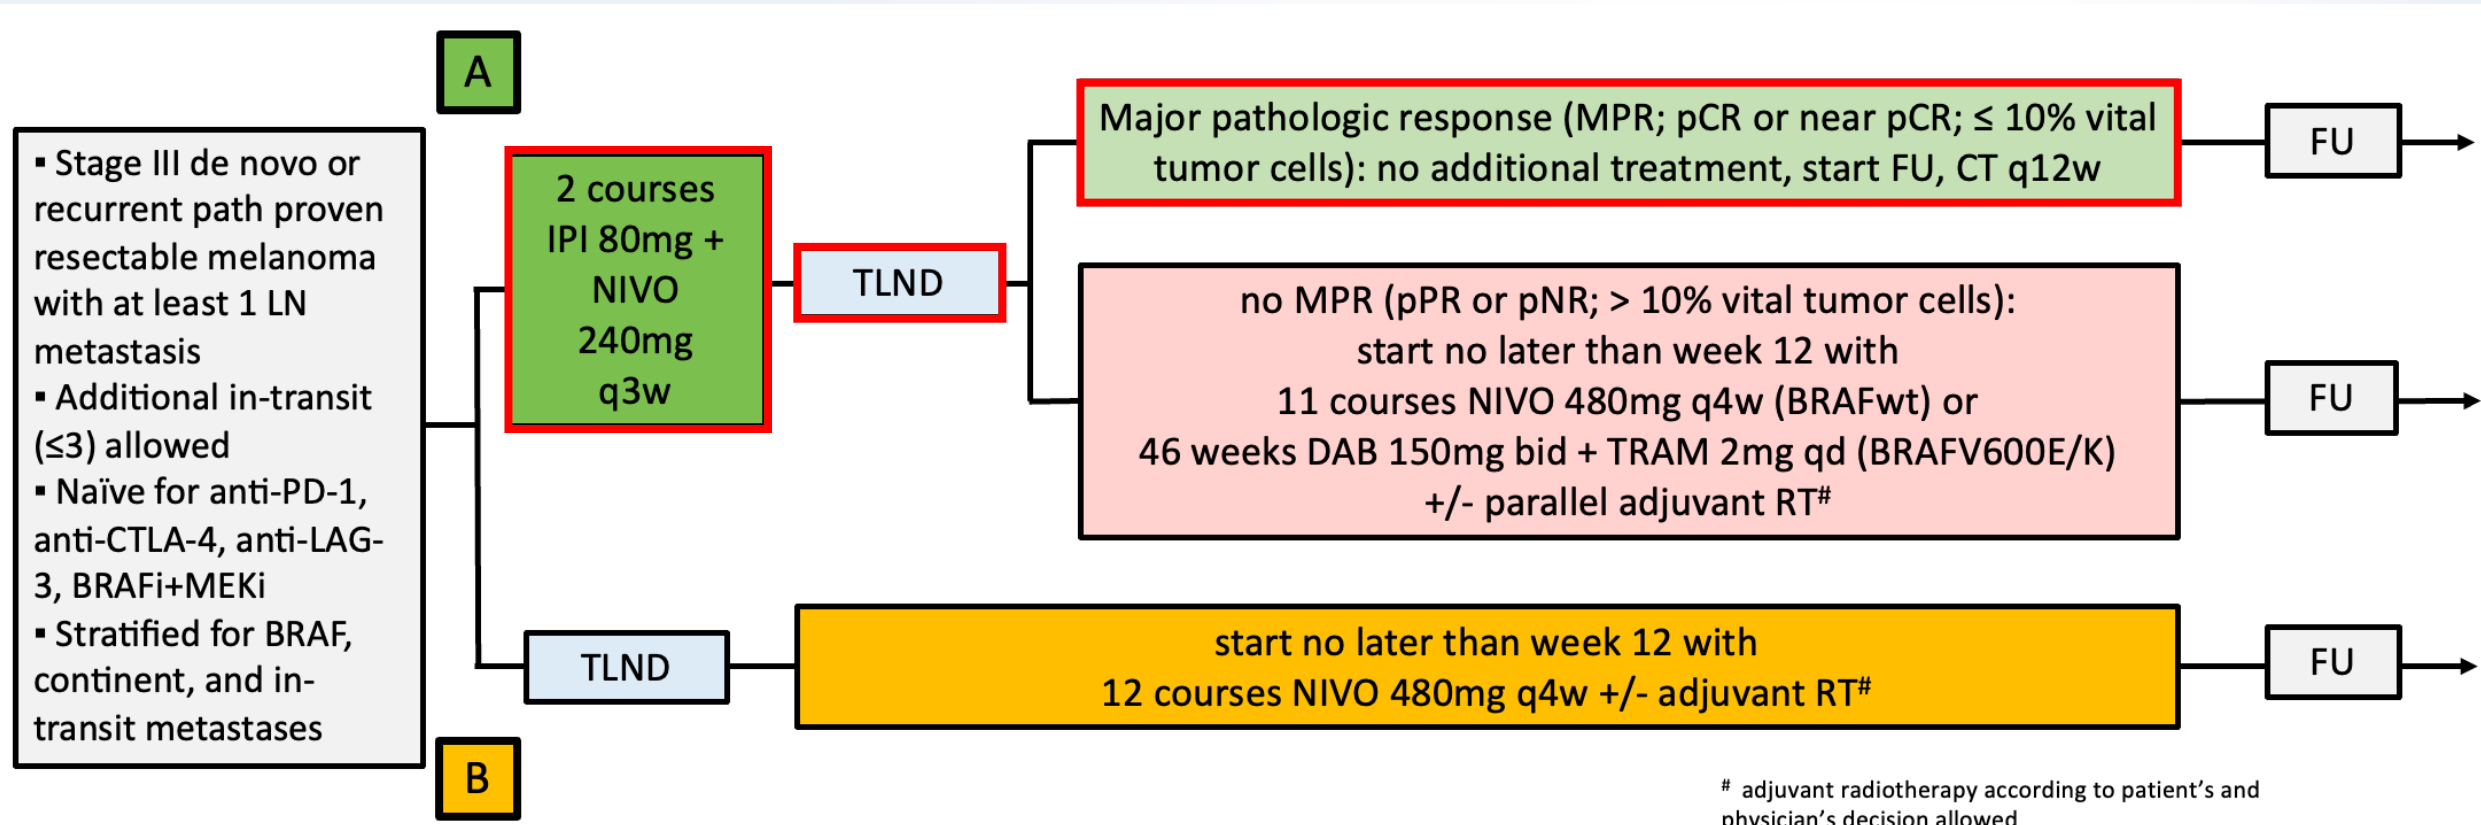 A
▪ Stage III de novo or
recurrent path proven
resectable melanoma
with at least 1 LN
metastasis
▪ Additional in-transit
(≤3) allowed
▪ Naïve for anti-PD-1,
anti-CTLA-4, anti-LAG-
3, BRAFi+MEKi
▪ Stratified for BRAF,
continent, and in-
transit metastases
2 courses
IPI 80mg +
NIVO
240mg
q3w
TLND
Major pathologic response (MPR; pCR or near pCR; ≤ 10% vital
tumor cells): no additional treatment, start FU, CT q12w
FU
no MPR (pPR or pNR; > 10% vital tumor cells):
start no later than week 12 with
11 courses NIVO 480mg q4w (BRAFwt) or
46 weeks DAB 150mg bid + TRAM 2mg qd (BRAFV600E/K)
+/- parallel adjuvant RT#
FU
B
TLND
start no later than week 12 with
12 courses NIVO 480mg q4w +/- adjuvant RT#
FU
# adjuvant radiotherapy according to patient's and
physician's decision allowed